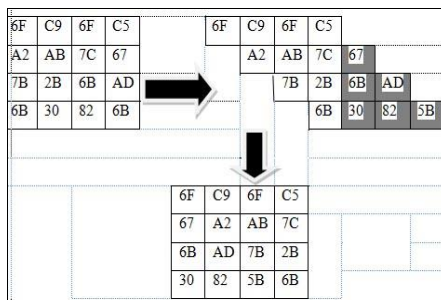 6F C9 6F C5
A2 AB 7C 67
7B 2B 6B AD
6B 30 82 6B
6F C9 6F C5
A2 AB 7C 67
7B 2B 6B AD
6B 30 82 5B
6F C9 6F C5
67 A2 AB 7C
6B AD 7B 2B
30 82 5B 6B